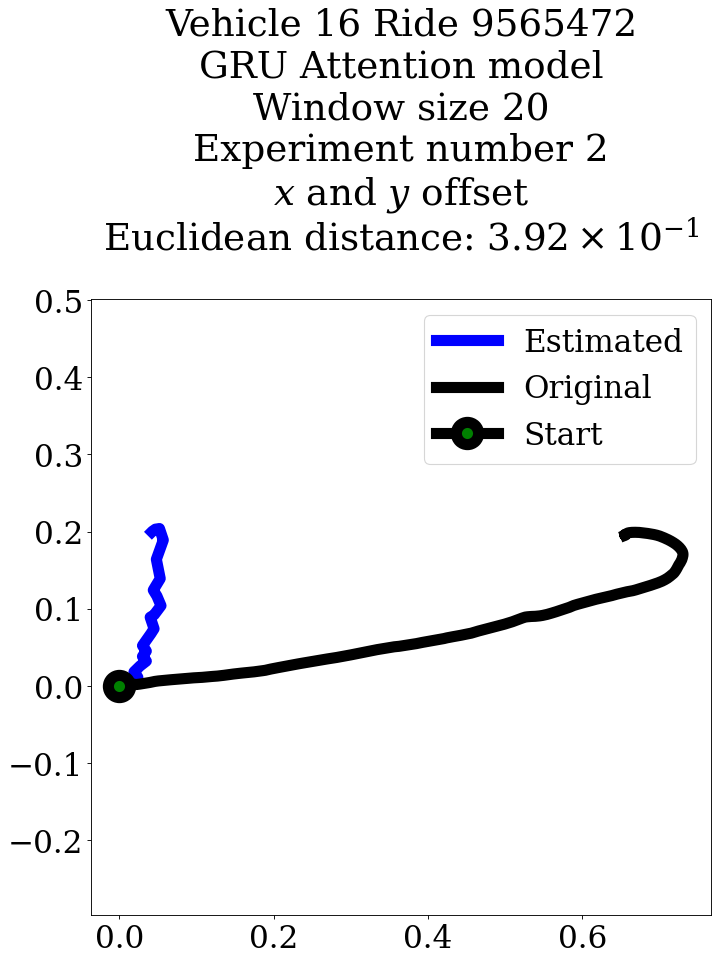 Vehicle 16 Ride 9565472
GRU Attention model
Window size 20
Experiment number 2
x and y offset
Euclidean distance: 3.92 × 10⁻¹
0.5
0.4
0.3
0.2
0.1
0.0
−0.1
−0.2
Estimated
Original
Start
0.0 0.2 0.4 0.6